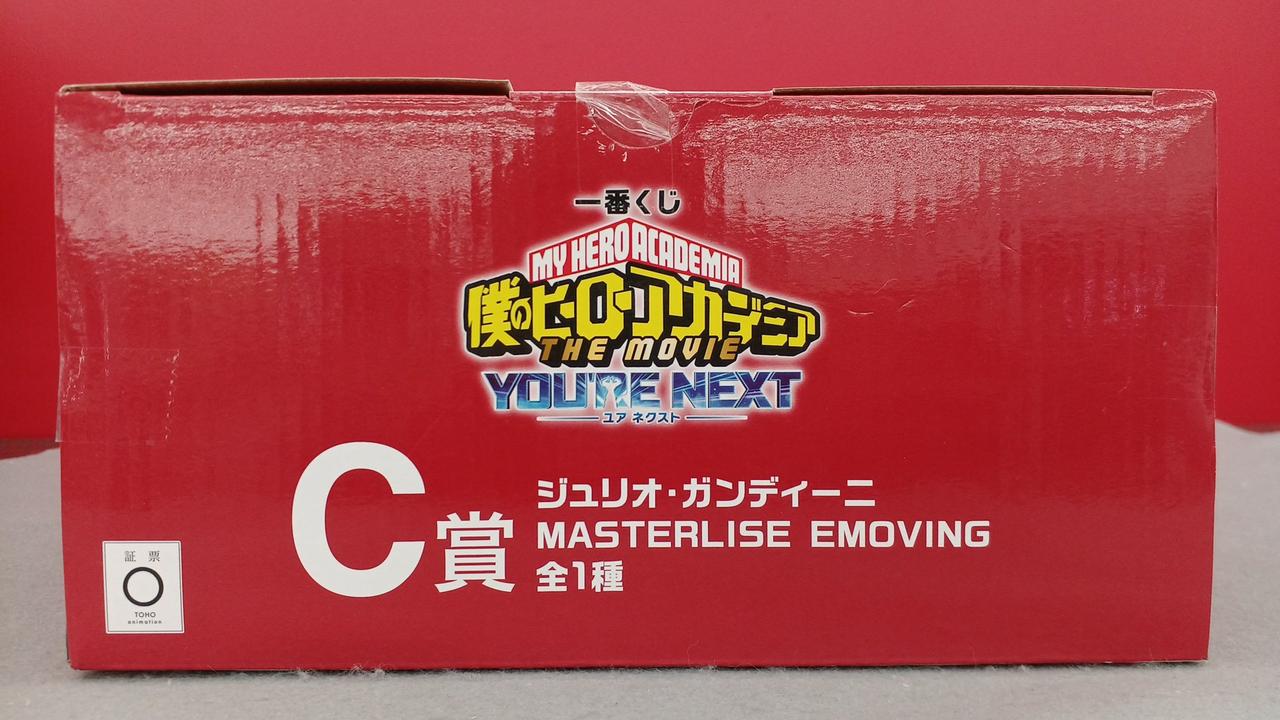 一番くじ
MY HERO ACADEMIA
僕のヒーローアカデミア
THE MOVIE
YOU'RE NEXT
ユア ネクスト
C賞
ジュリオ・ガンディーニ
MASTERLISE EMOVING
全1種
証 票
TOHO
animation